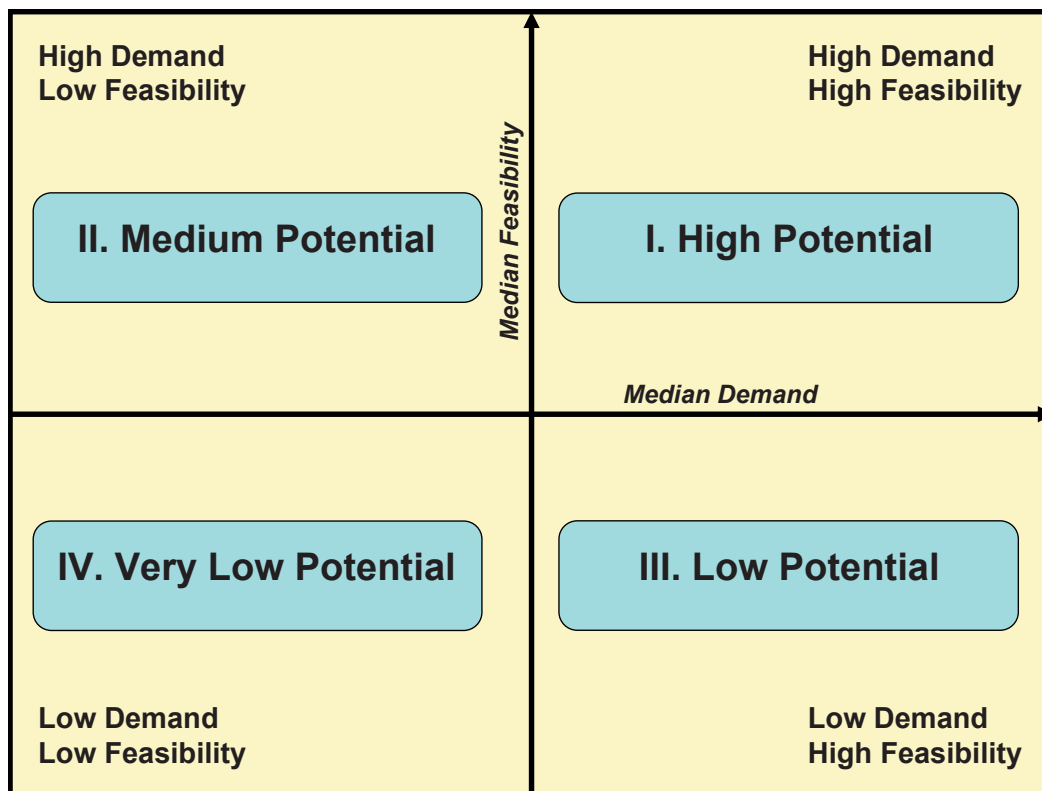 High Demand
Low Feasibility
High Demand
High Feasibility
Median Feasibility
II. Medium Potential
I. High Potential
Median Demand
IV. Very Low Potential
III. Low Potential
Low Demand
Low Feasibility
Low Demand
High Feasibility